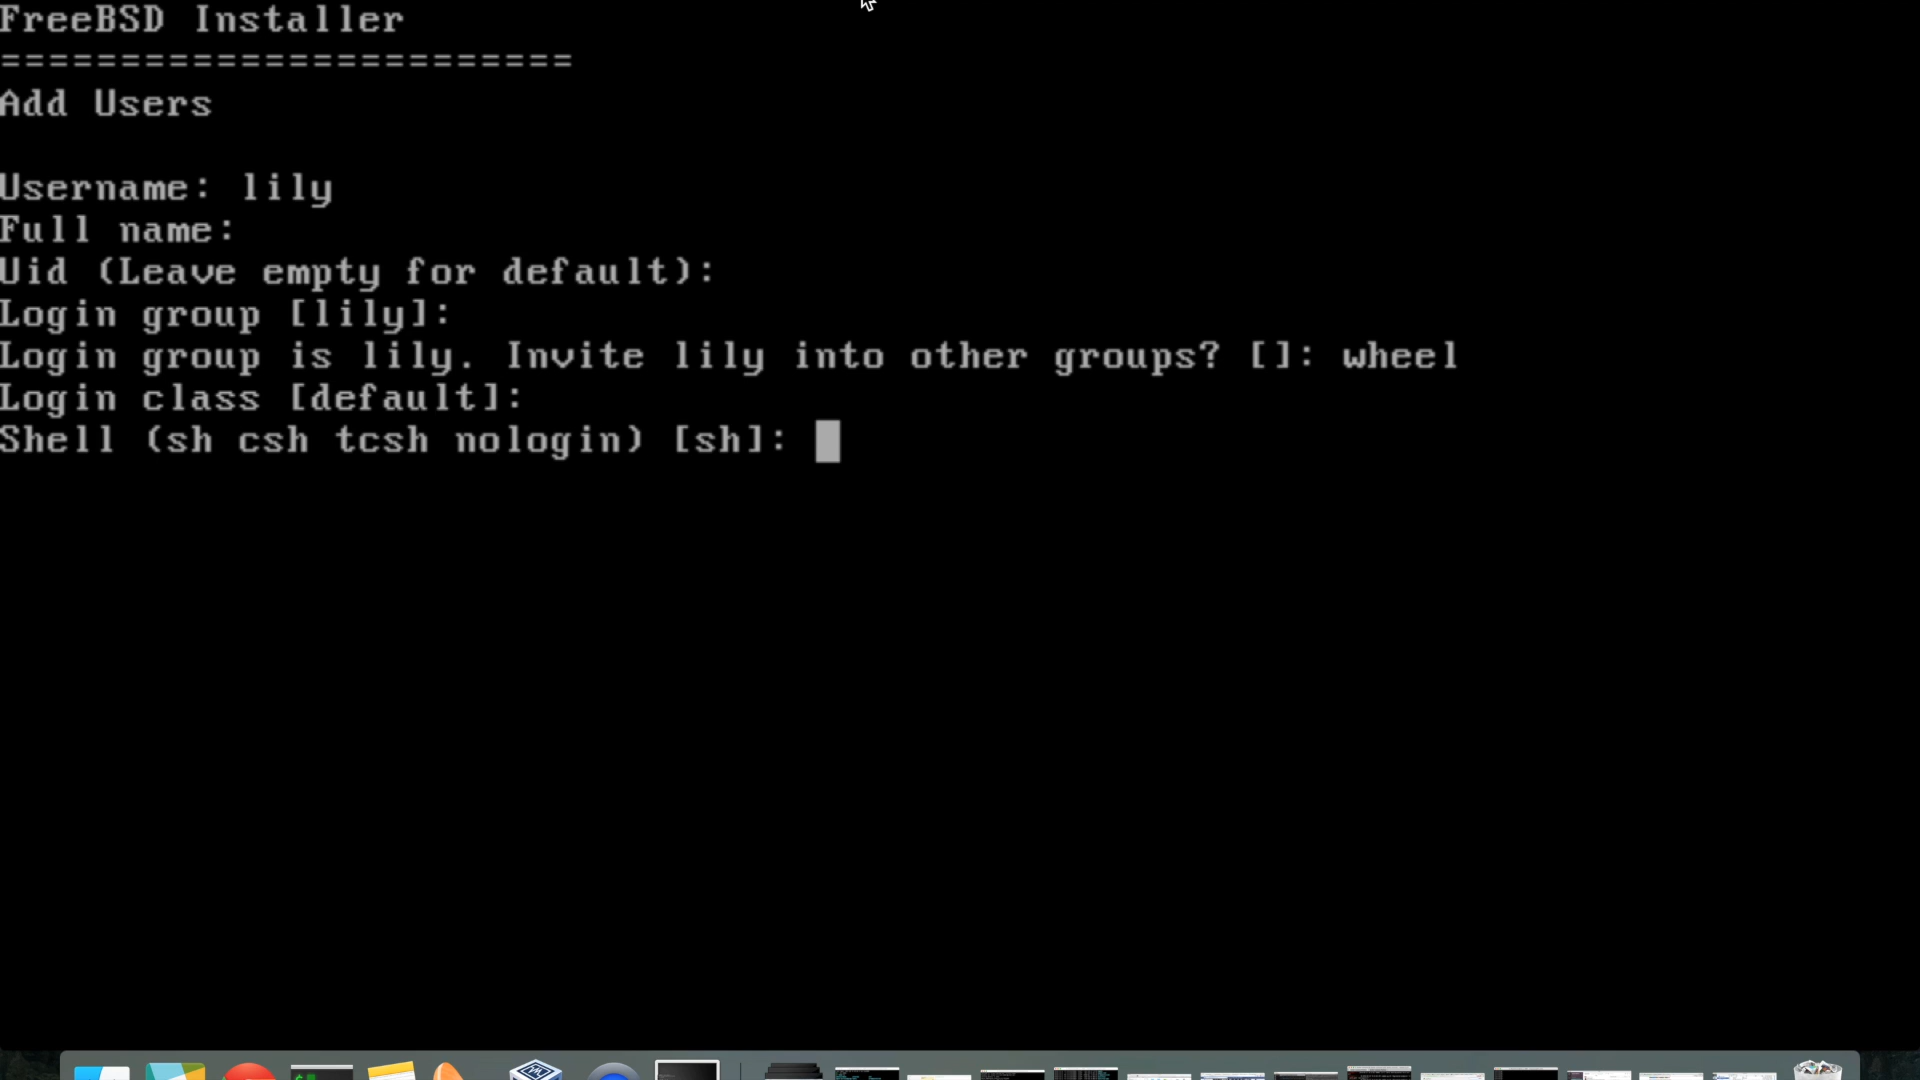 FreeBSD Installer
========================
Add Users
Username: lily
Full name:
Uid (Leave empty for default):
Login group [lily]:
Login group is lily. Invite lily into other groups? []: wheel
Login class [default]:
Shell (sh csh tcsh nologin) [sh]: